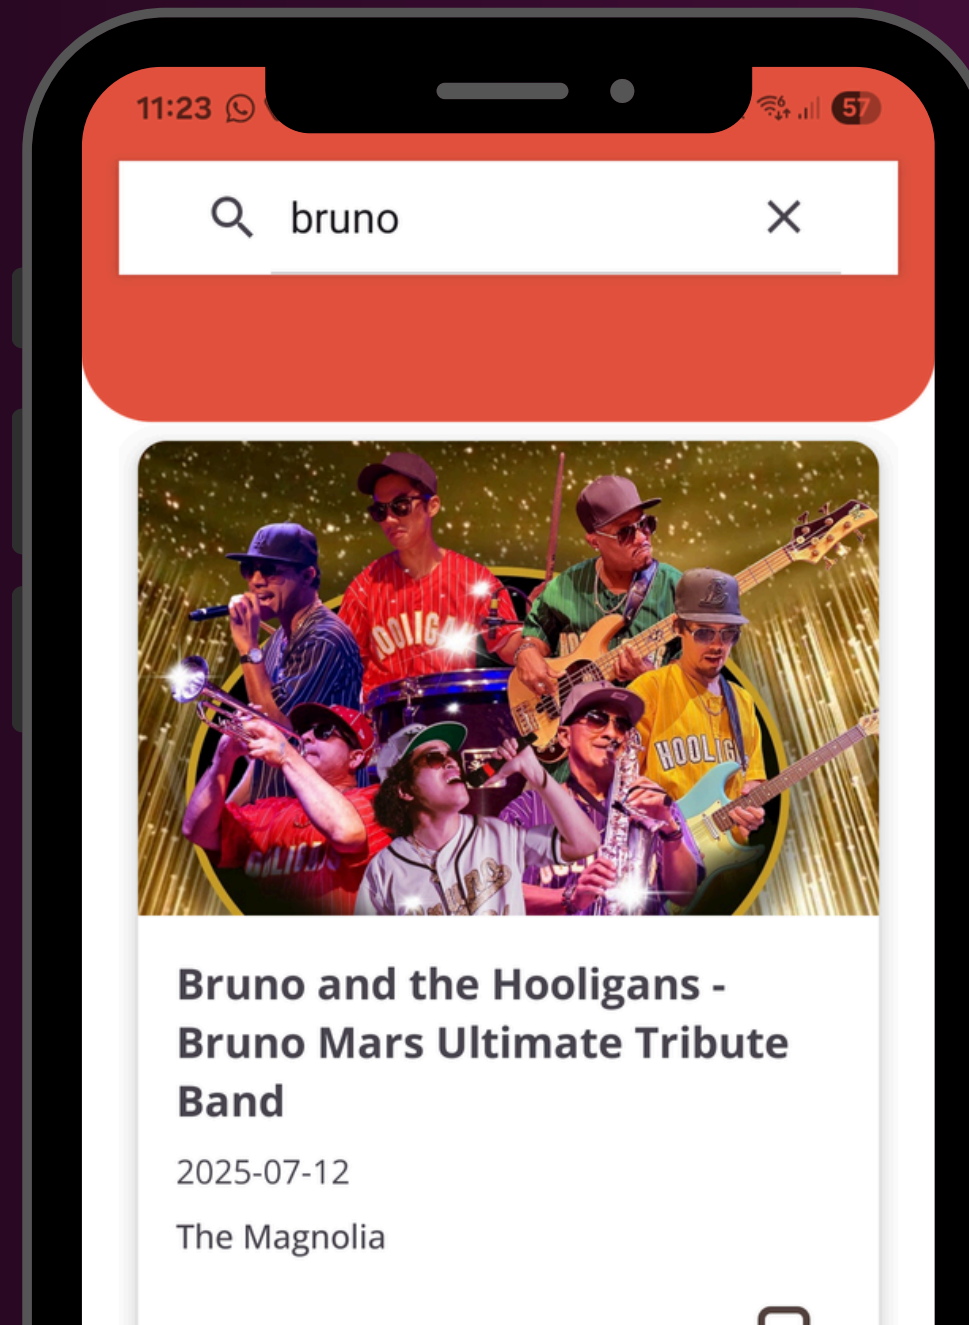 11:23
57
bruno
HOOLIG
Bruno and the Hooligans -
Bruno Mars Ultimate Tribute
Band
2025-07-12
The Magnolia